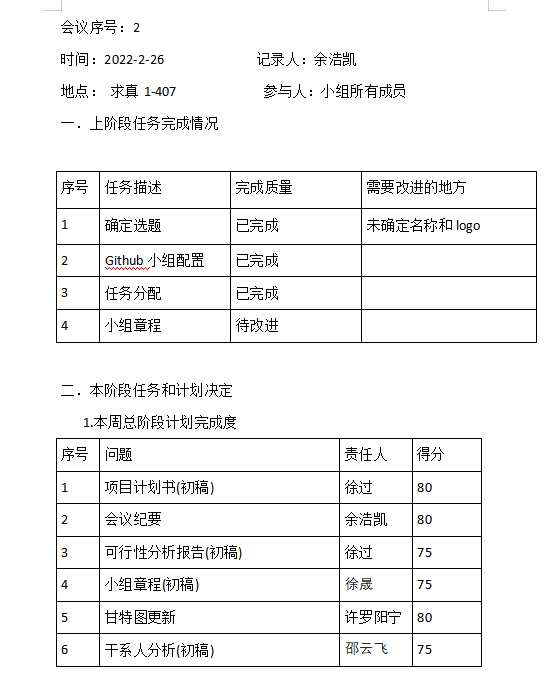 会议序号：2
时间：2022-2-26 记录人：余浩凯
地点： 求真 1-407 参与人：小组所有成员
一．上阶段任务完成情况
序号 任务描述 完成质量 需要改进的地方
1 确定选题 已完成 未确定名称和 logo
2 Github 小组配置 已完成
3 任务分配 已完成
4 小组章程 待改进
二．本阶段任务和计划决定
1.本周总阶段计划完成度
序号 问题 责任人 得分
1 项目计划书(初稿) 徐过 80
2 会议纪要 余浩凯 80
3 可行性分析报告(初稿) 徐过 75
4 小组章程(初稿) 徐晟 75
5 甘特图更新 许罗阳宁 80
6 干系人分析(初稿) 邵云飞 75